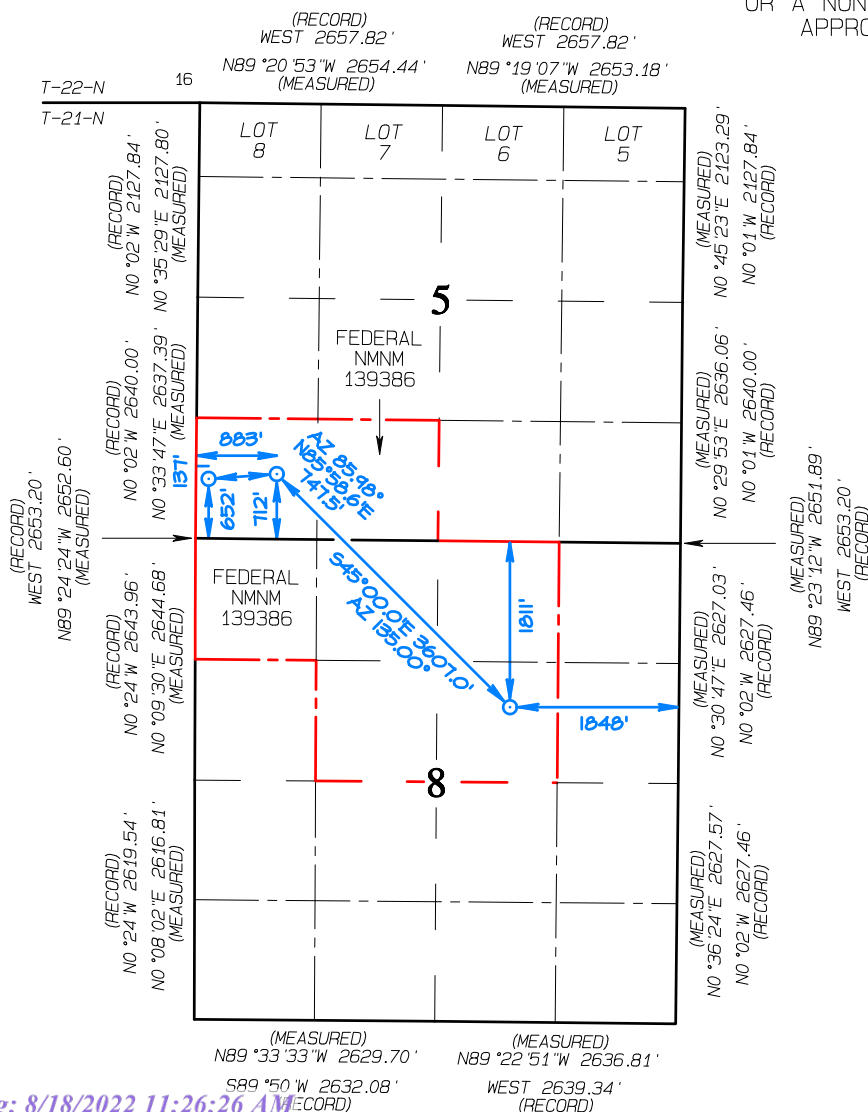 OR A NON
APPRO
(RECORD)
WEST 2657.82'
N89°20'53"W 2654.44'
(MEASURED)
(RECORD)
WEST 2657.82'
N89°19'07"W 2653.18'
(MEASURED)
T-22-N
16
T-21-N
LOT
8
LOT
7
LOT
6
LOT
5
(RECORD)
N0°02'W 2127.84'
N0°35'29"E 2127.80'
(MEASURED)
(MEASURED)
N0°45'23"E 2123.29'
N0°01'W 2127.84'
(RECORD)
5
FEDERAL
NMNM
139386
(RECORD)
N0°02'W 2640.00'
N0°33'47"E 2637.39'
(MEASURED)
(MEASURED)
N0°29'53"E 2636.06'
N0°01'W 2640.00'
(RECORD)
883'
137'
652'
712'
AZ 85.98°
N85°58.6'E
747.5'
(RECORD)
WEST 2653.20'
N89°24'24"W 2652.60'
(MEASURED)
(MEASURED)
N89°23'12"W 2651.89'
WEST 2653.20'
(RECORD)
S45°00.0'E 3607.0'
AZ 135.00°
FEDERAL
NMNM
139386
1811'
1848'
(RECORD)
N0°24'W 2643.96'
N0°09'30"E 2644.68'
(MEASURED)
(MEASURED)
N0°30'47"E 2627.03'
N0°02'W 2627.46'
(RECORD)
8
(RECORD)
N0°24'W 2619.54'
N0°08'02"E 2616.81'
(MEASURED)
(MEASURED)
N0°36'24"E 2627.57'
N0°02'W 2627.46'
(RECORD)
(MEASURED)
N89°33'33"W 2629.70'
S89°50'W 2632.08'
(RECORD)
(MEASURED)
N89°22'51"W 2636.81'
WEST 2639.34'
(RECORD)
g: 8/18/2022 11:26:26 AM